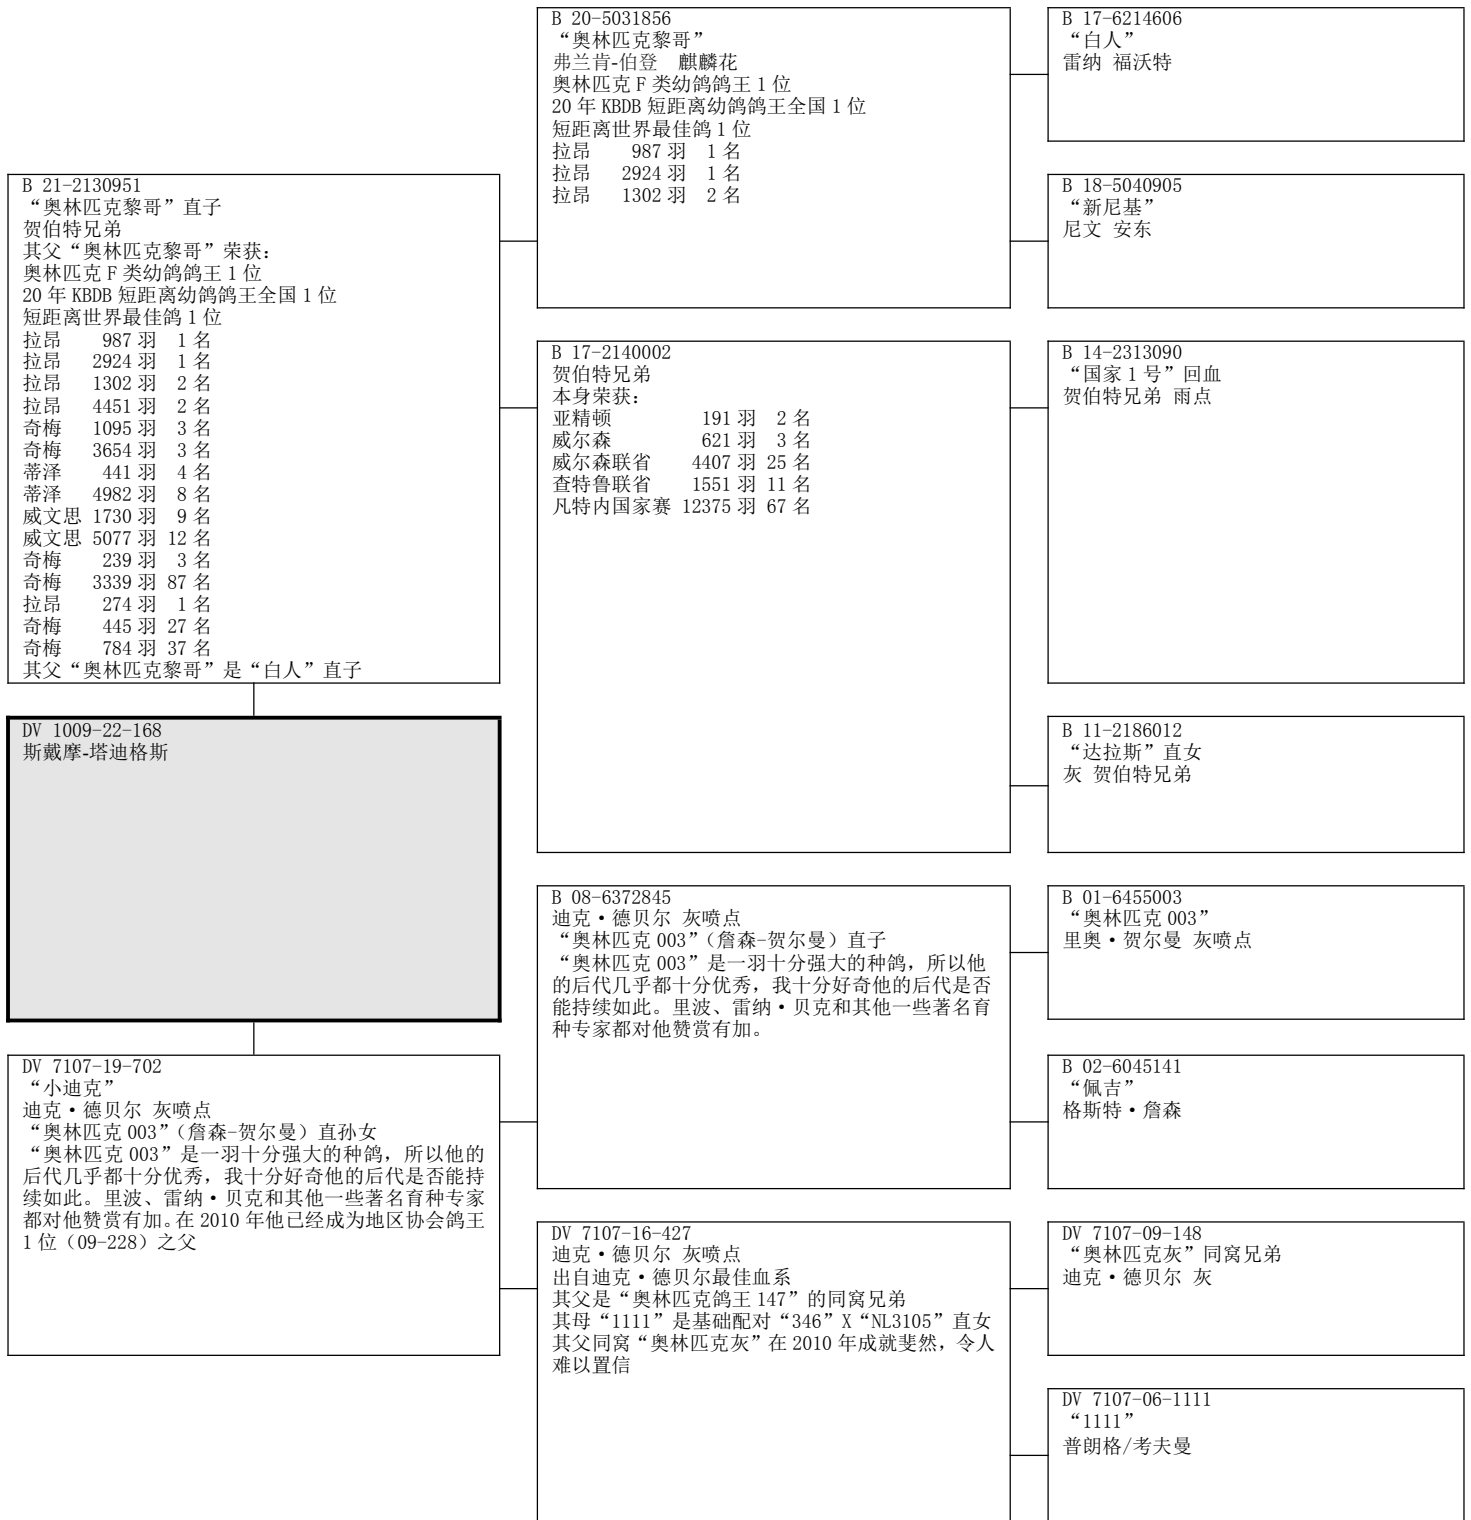 B 21-2130951
“奥林匹克黎哥”直子
贺伯特兄弟
其父“奥林匹克黎哥”荣获：
奥林匹克 F 类幼鸽鸽王 1 位
20 年 KBDB 短距离幼鸽鸽王全国 1 位
短距离世界最佳鸽 1 位
拉昂 987 羽 1 名
拉昂 2924 羽 1 名
拉昂 1302 羽 2 名
拉昂 4451 羽 2 名
奇梅 1095 羽 3 名
奇梅 3654 羽 3 名
蒂泽 441 羽 4 名
蒂泽 4982 羽 8 名
威文思 1730 羽 9 名
威文思 5077 羽 12 名
奇梅 239 羽 3 名
奇梅 3339 羽 87 名
拉昂 274 羽 1 名
奇梅 445 羽 27 名
奇梅 784 羽 37 名
其父“奥林匹克黎哥”是“白人”直子
DV 1009-22-168
斯戴摩-塔迪格斯
DV 7107-19-702
“小迪克”
迪克·德贝尔 灰喷点
“奥林匹克 003”（詹森-贺尔曼）直孙女
“奥林匹克 003”是一羽十分强大的种鸽，所以他的
后代几乎都十分优秀，我十分好奇他的后代是否能持
续如此。里波、雷纳·贝克和其他一些著名育种专家
都对他赞赏有加。在 2010 年他已经成为地区协会鸽王
1 位（09-228）之父
B 20-5031856
“奥林匹克黎哥”
弗兰肯-伯登 麒麟花
奥林匹克 F 类幼鸽鸽王 1 位
20 年 KBDB 短距离幼鸽鸽王全国 1 位
短距离世界最佳鸽 1 位
拉昂 987 羽 1 名
拉昂 2924 羽 1 名
拉昂 1302 羽 2 名
B 17-2140002
贺伯特兄弟
本身荣获：
亚精顿 191 羽 2 名
威尔森 621 羽 3 名
威尔森联省 4407 羽 25 名
查特鲁联省 1551 羽 11 名
凡特内国家赛 12375 羽 67 名
B 08-6372845
迪克·德贝尔 灰喷点
“奥林匹克 003”（詹森-贺尔曼）直子
“奥林匹克 003”是一羽十分强大的种鸽，所以他
的后代几乎都十分优秀，我十分好奇他的后代是否
能持续如此。里波、雷纳·贝克和其他一些著名育
种专家都对他赞赏有加。
DV 7107-16-427
迪克·德贝尔 灰喷点
出自迪克·德贝尔最佳血系
其父是“奥林匹克鸽王 147”的同窝兄弟
其母“1111”是基础配对“346”X“NL3105”直女
其父同窝“奥林匹克灰”在 2010 年成就斐然，令人
难以置信
B 17-6214606
“白人”
雷纳 福沃特
B 18-5040905
“新尼基”
尼文 安东
B 14-2313090
“国家 1 号”回血
贺伯特兄弟 雨点
B 11-2186012
“达拉斯”直女
灰 贺伯特兄弟
B 01-6455003
“奥林匹克 003”
里奥·贺尔曼 灰喷点
B 02-6045141
“佩吉”
格斯特·詹森
DV 7107-09-148
“奥林匹克灰”同窝兄弟
迪克·德贝尔 灰
DV 7107-06-1111
“1111”
普朗格/考夫曼